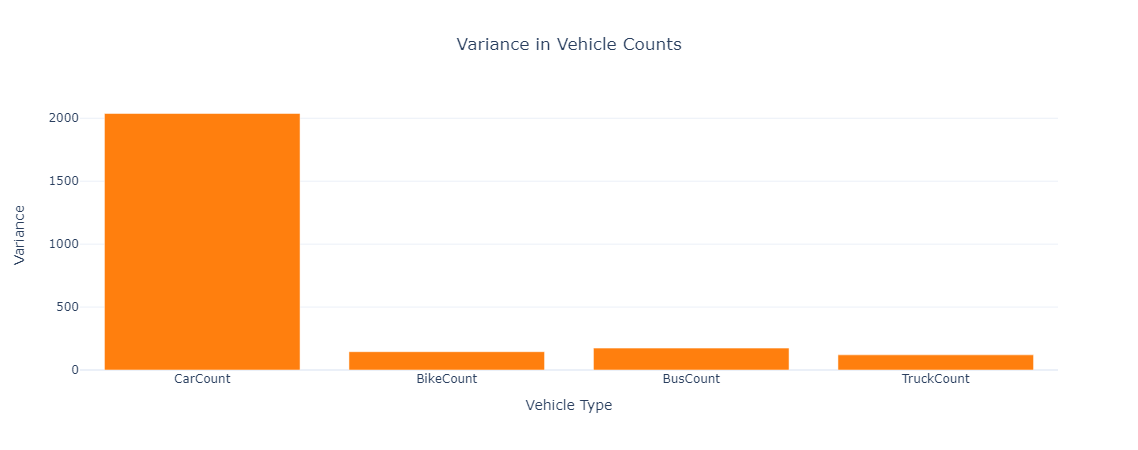 Variance in Vehicle Counts
2000
1500
1000
500
0
Variance
CarCount
BikeCount
BusCount
TruckCount
Vehicle Type